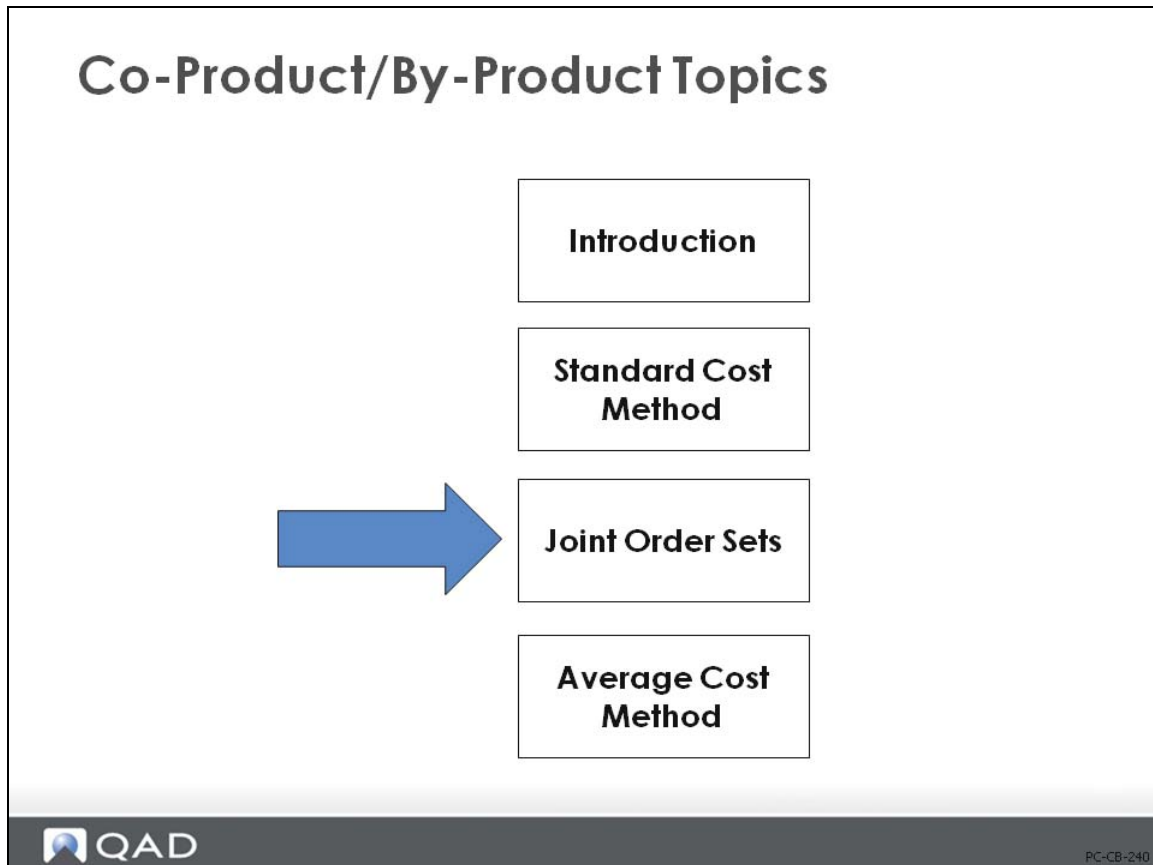 Co-Product/By-Product Topics
Introduction
Standard Cost
Method
Joint Order Sets
Average Cost
Method
QAD
PC-CB-240